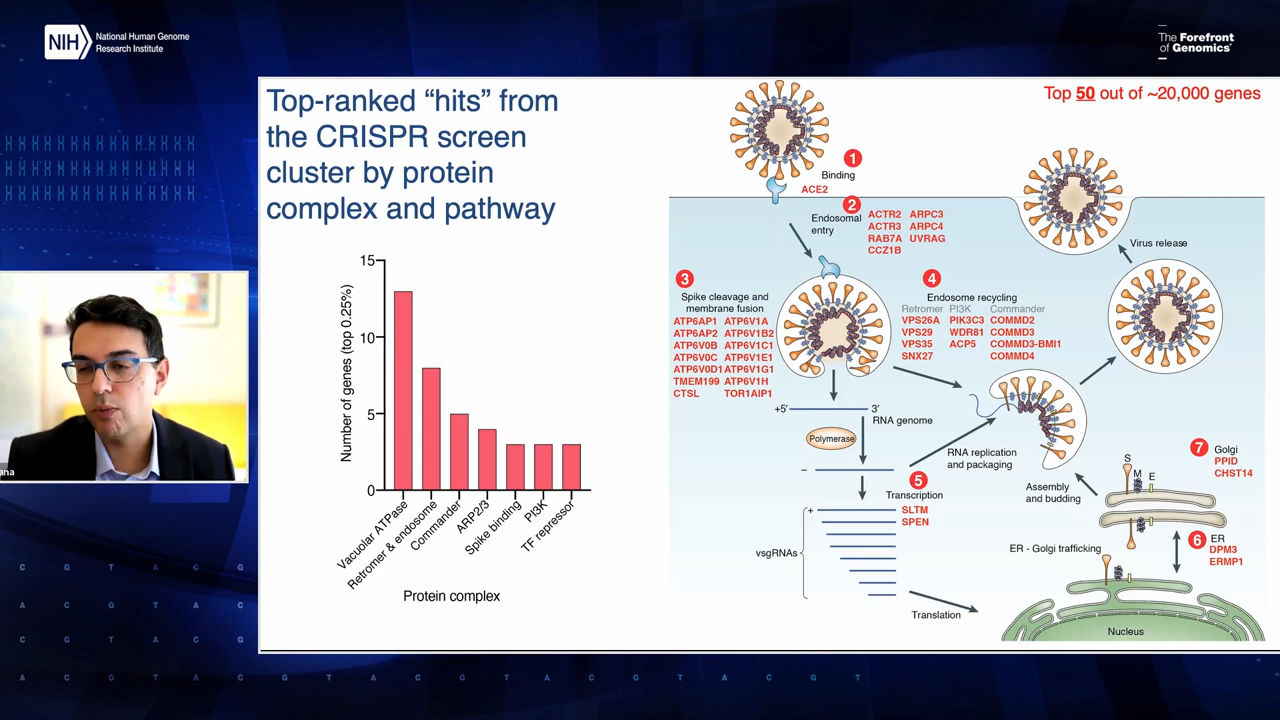 NIH
National Human Genome
Research Institute
The Forefront
of Genomics®
Top-ranked “hits” from
the CRISPR screen
cluster by protein
complex and pathway
Top 50 out of ~20,000 genes
Number of genes (top 0.25%)
15
10
5
0
Vacuolar ATPase
Retromer & endosome
Commander
ARP2/3
Spike binding
PI3K
TF repressor
Protein complex
1
Binding
ACE2
2
Endosomal
entry
ACTR2 ARPC3
ACTR3 ARPC4
RAB7A UVRAG
CCZ1B
3
Spike cleavage and
membrane fusion
ATP6AP1 ATP6V1A
ATP6AP2 ATP6V1B2
ATP6V0B ATP6V1C1
ATP6V0C ATP6V1E1
ATP6V0D1 ATP6V1G1
TMEM199 ATP6V1H
CTSL TOR1AIP1
4
Endosome recycling
Retromer PI3K Commander
VPS26A PIK3C3 COMMD2
VPS29 WDR81 COMMD3
VPS35 ACP5 COMMD3-BMI1
SNX27 COMMD4
Virus release
+5′ 3′
RNA genome
Polymerase
–
RNA replication
and packaging
5
Transcription
SLTM
SPEN
+
vsgRNAs
Translation
Assembly
and budding
S
M
E
7
Golgi
PPID
CHST14
ER - Golgi trafficking
6
ER
DPM3
ERMP1
Nucleus
ana
C G T A C G
A C G T A C
C G T A C G
A C G T A C G T A C G T A C G T A C G T